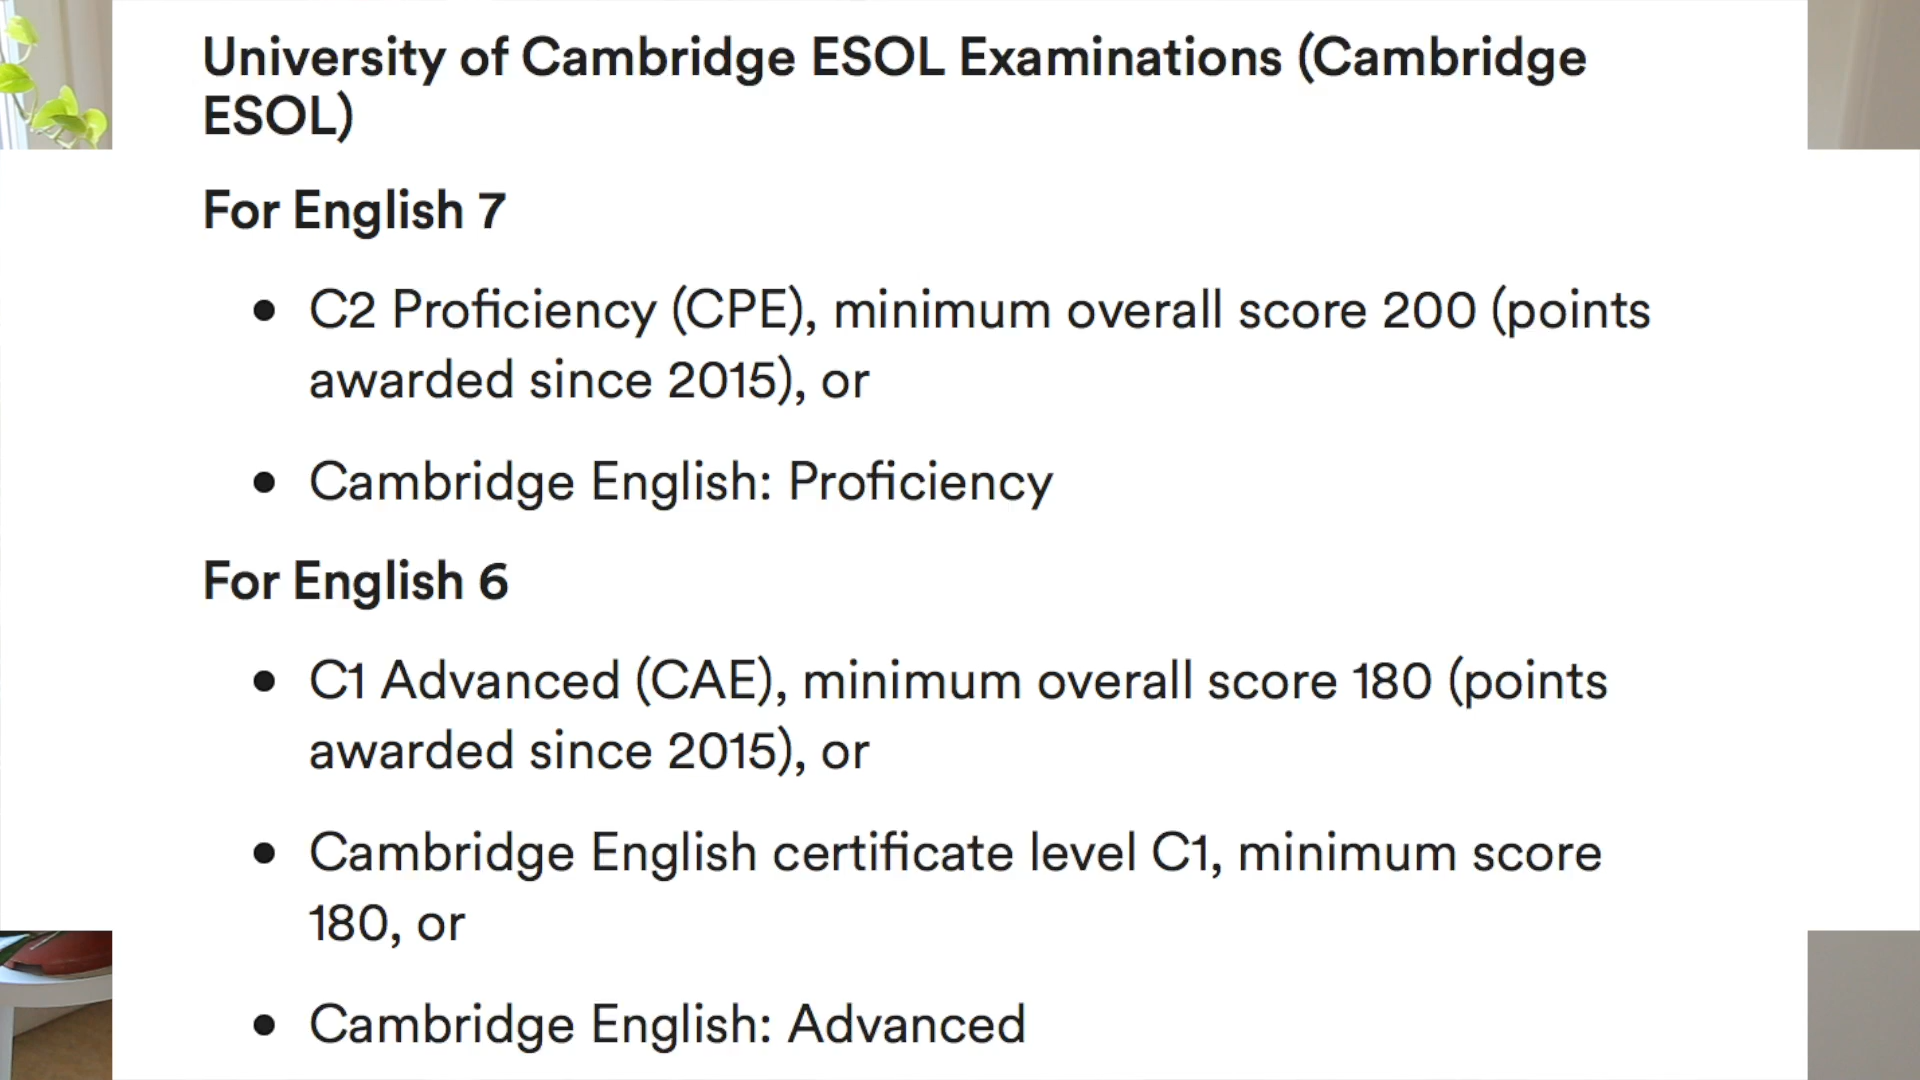 University of Cambridge ESOL Examinations (Cambridge
ESOL)
For English 7
• C2 Proficiency (CPE), minimum overall score 200 (points
awarded since 2015), or
• Cambridge English: Proficiency
For English 6
• C1 Advanced (CAE), minimum overall score 180 (points
awarded since 2015), or
• Cambridge English certificate level C1, minimum score
180, or
• Cambridge English: Advanced